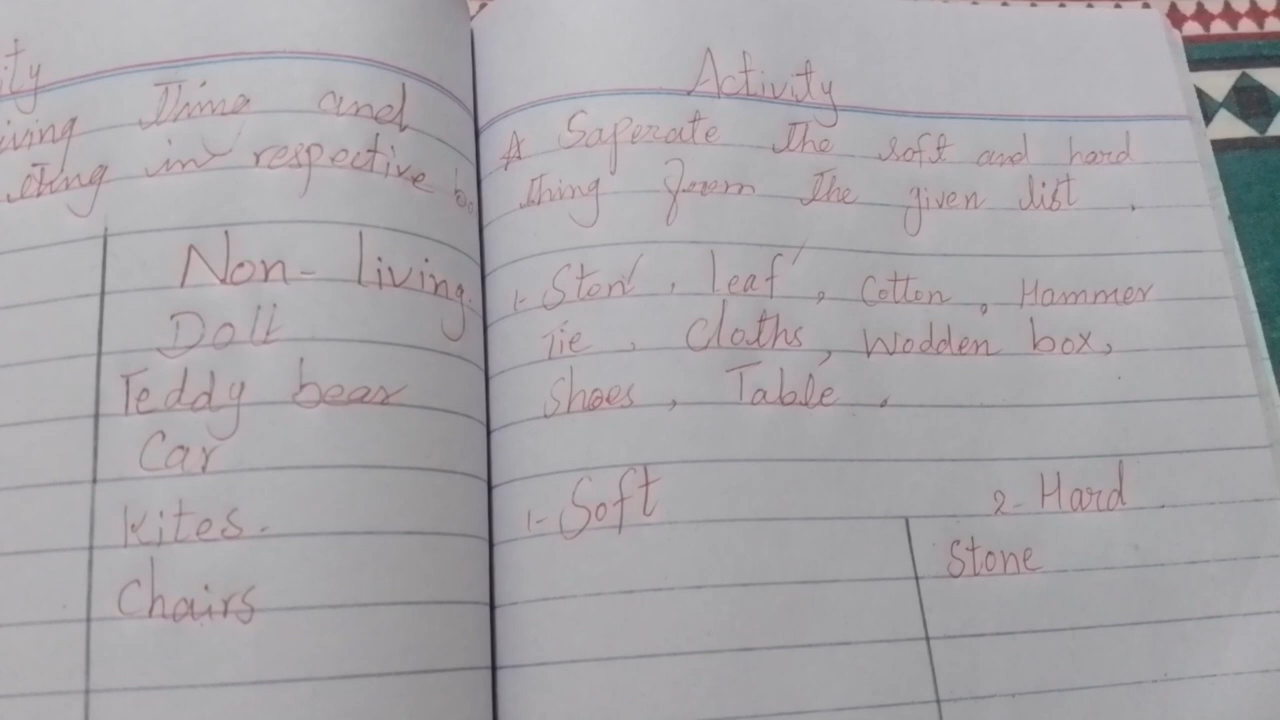 ity
iving Thing and
thing in respective
Non-living.
Doll
Teddy bear
Car
Kites.
Chairs
Activity
Saperate The soft and hard
Thing from The given list.
1- Ston, leaf, Cotton, Hammer
Tie, Cloths, Wodden box,
Shoes, Table.
1- Soft
2- Hard
Stone